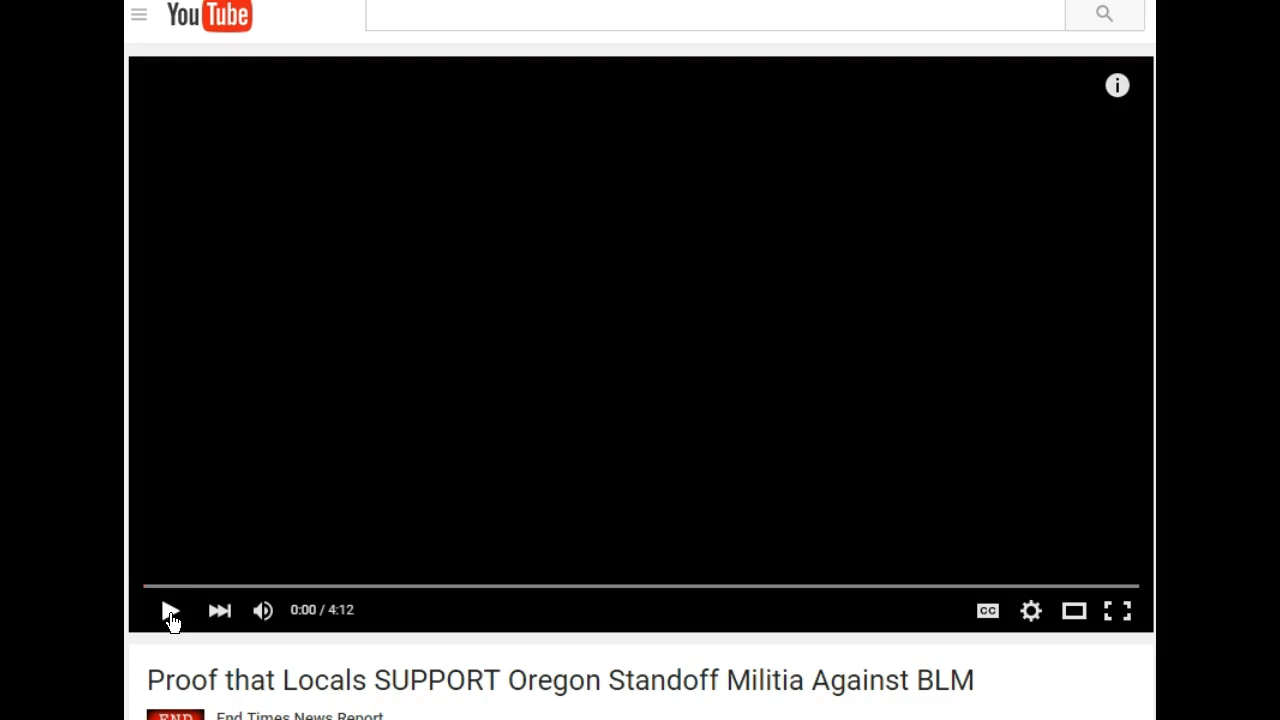 YouTube
i
0:00 / 4:12
CC
Proof that Locals SUPPORT Oregon Standoff Militia Against BLM
END
End Times News Report